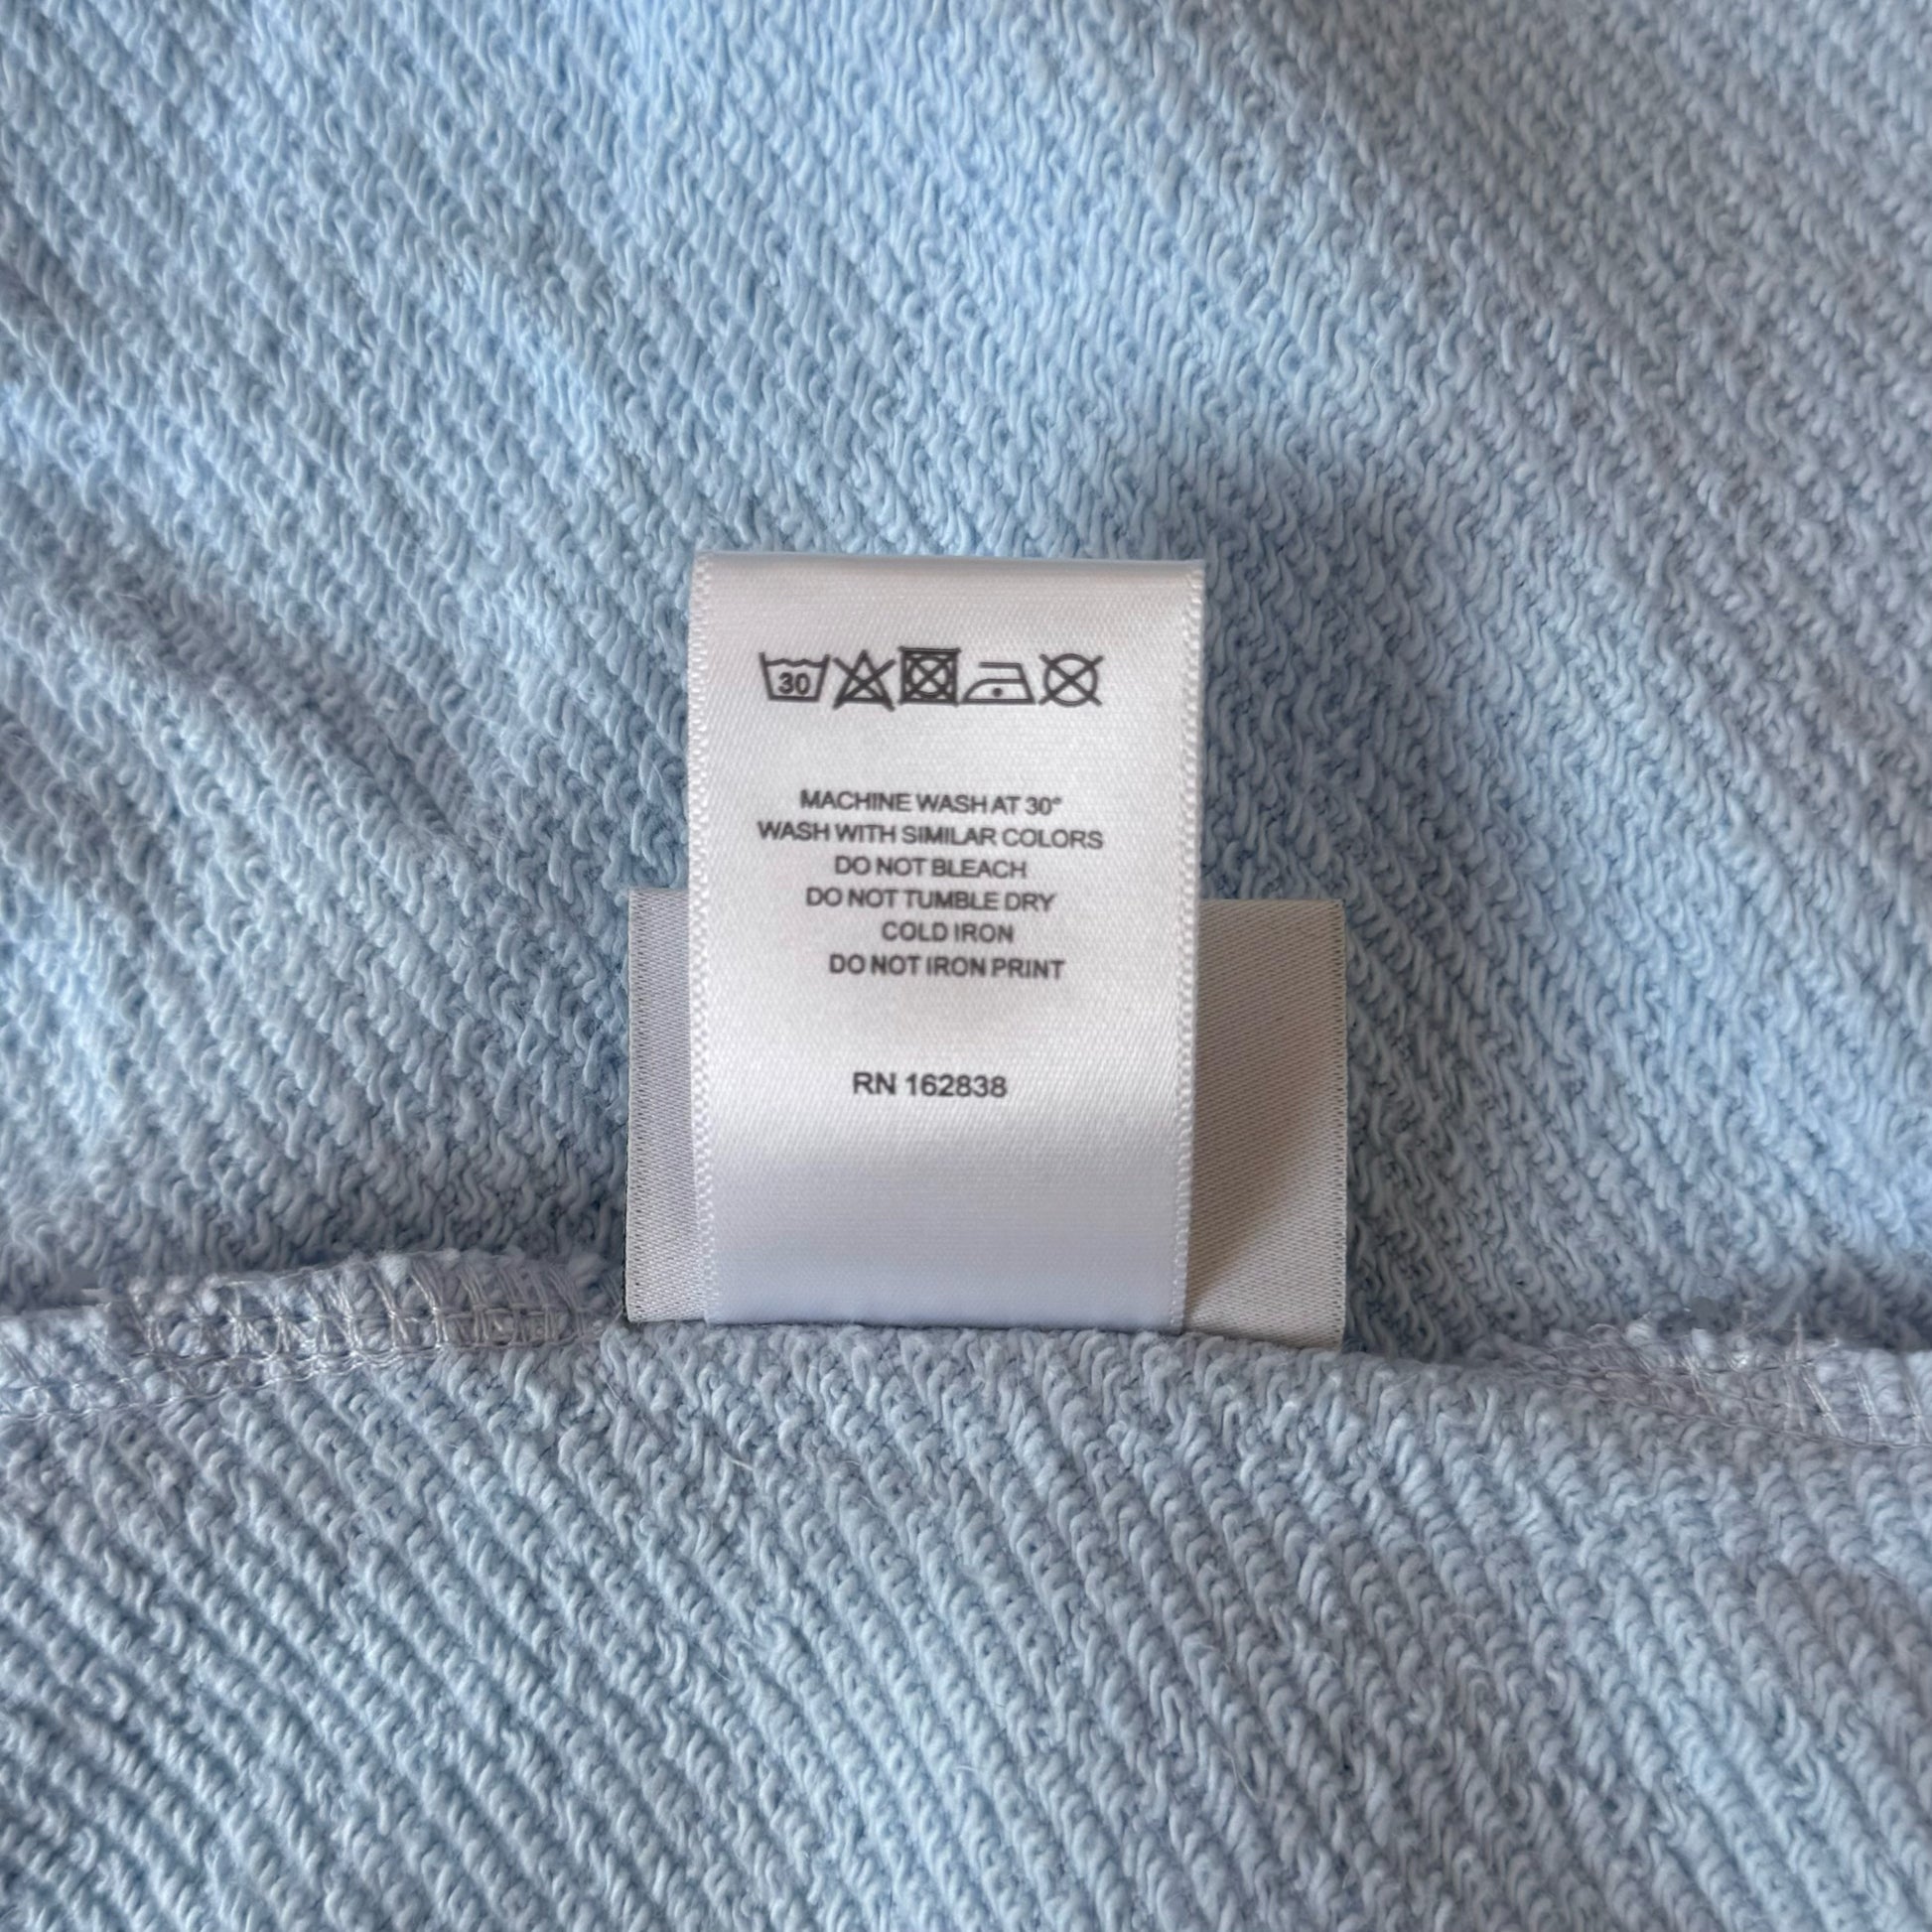 30
MACHINE WASH AT 30°
WASH WITH SIMILAR COLORS
DO NOT BLEACH
DO NOT TUMBLE DRY
COLD IRON
DO NOT IRON PRINT
RN 162838